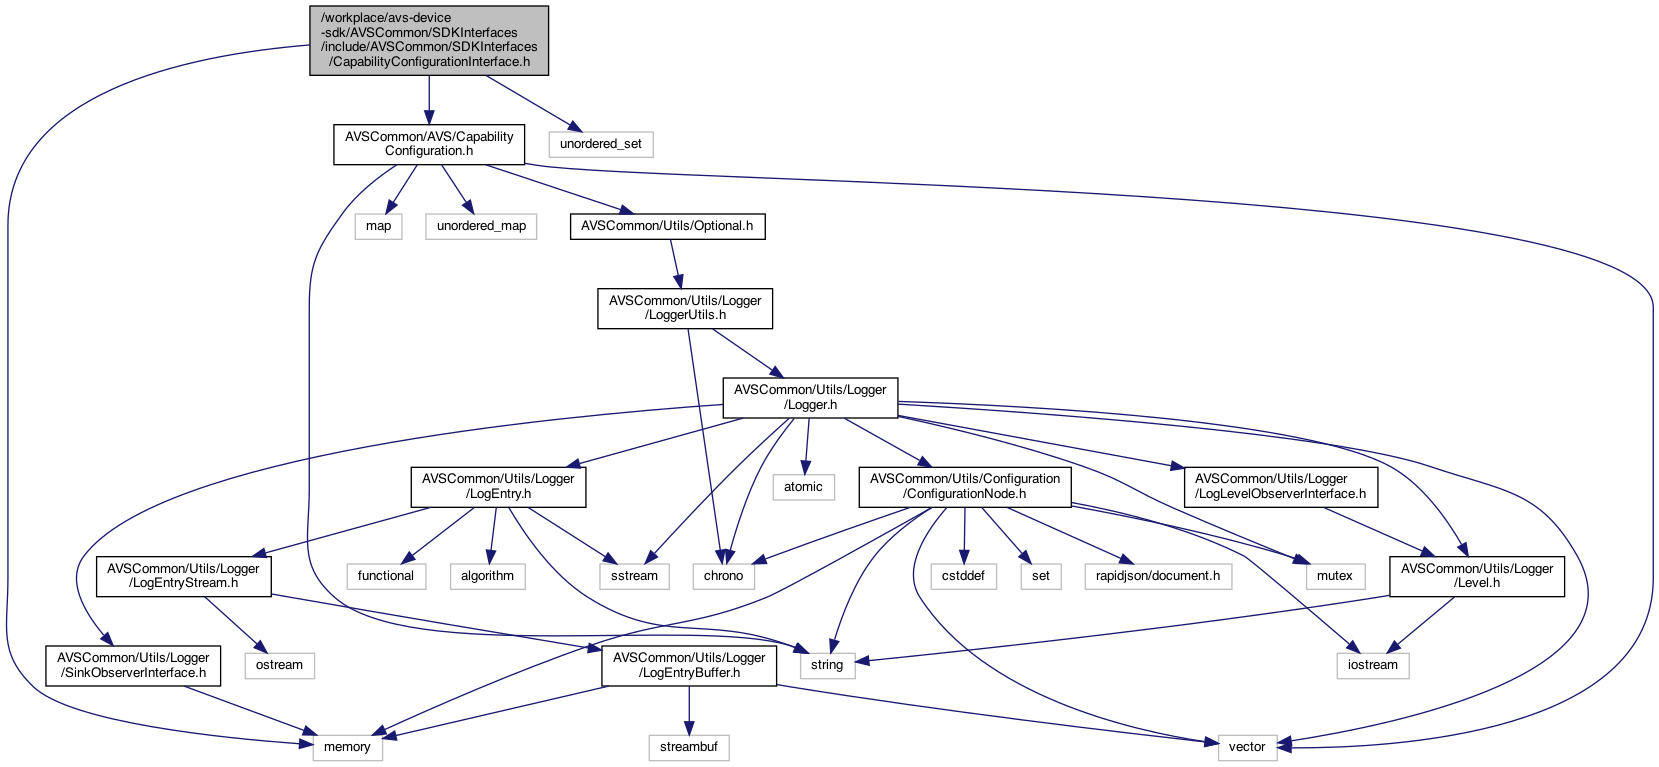 /workplace/avs-device
-sdk/AVSCommon/SDKInterfaces
/include/AVSCommon/SDKInterfaces
/CapabilityConfigurationInterface.h
AVSCommon/AVS/Capability
Configuration.h
unordered_set
map
unordered_map
AVSCommon/Utils/Optional.h
AVSCommon/Utils/Logger
/LoggerUtils.h
AVSCommon/Utils/Logger
/Logger.h
AVSCommon/Utils/Logger
/LogEntry.h
atomic
AVSCommon/Utils/Configuration
/ConfigurationNode.h
AVSCommon/Utils/Logger
/LogLevelObserverInterface.h
AVSCommon/Utils/Logger
/LogEntryStream.h
functional
algorithm
sstream
chrono
cstddef
set
rapidjson/document.h
mutex
AVSCommon/Utils/Logger
/Level.h
AVSCommon/Utils/Logger
/SinkObserverInterface.h
ostream
AVSCommon/Utils/Logger
/LogEntryBuffer.h
string
iostream
memory
streambuf
vector